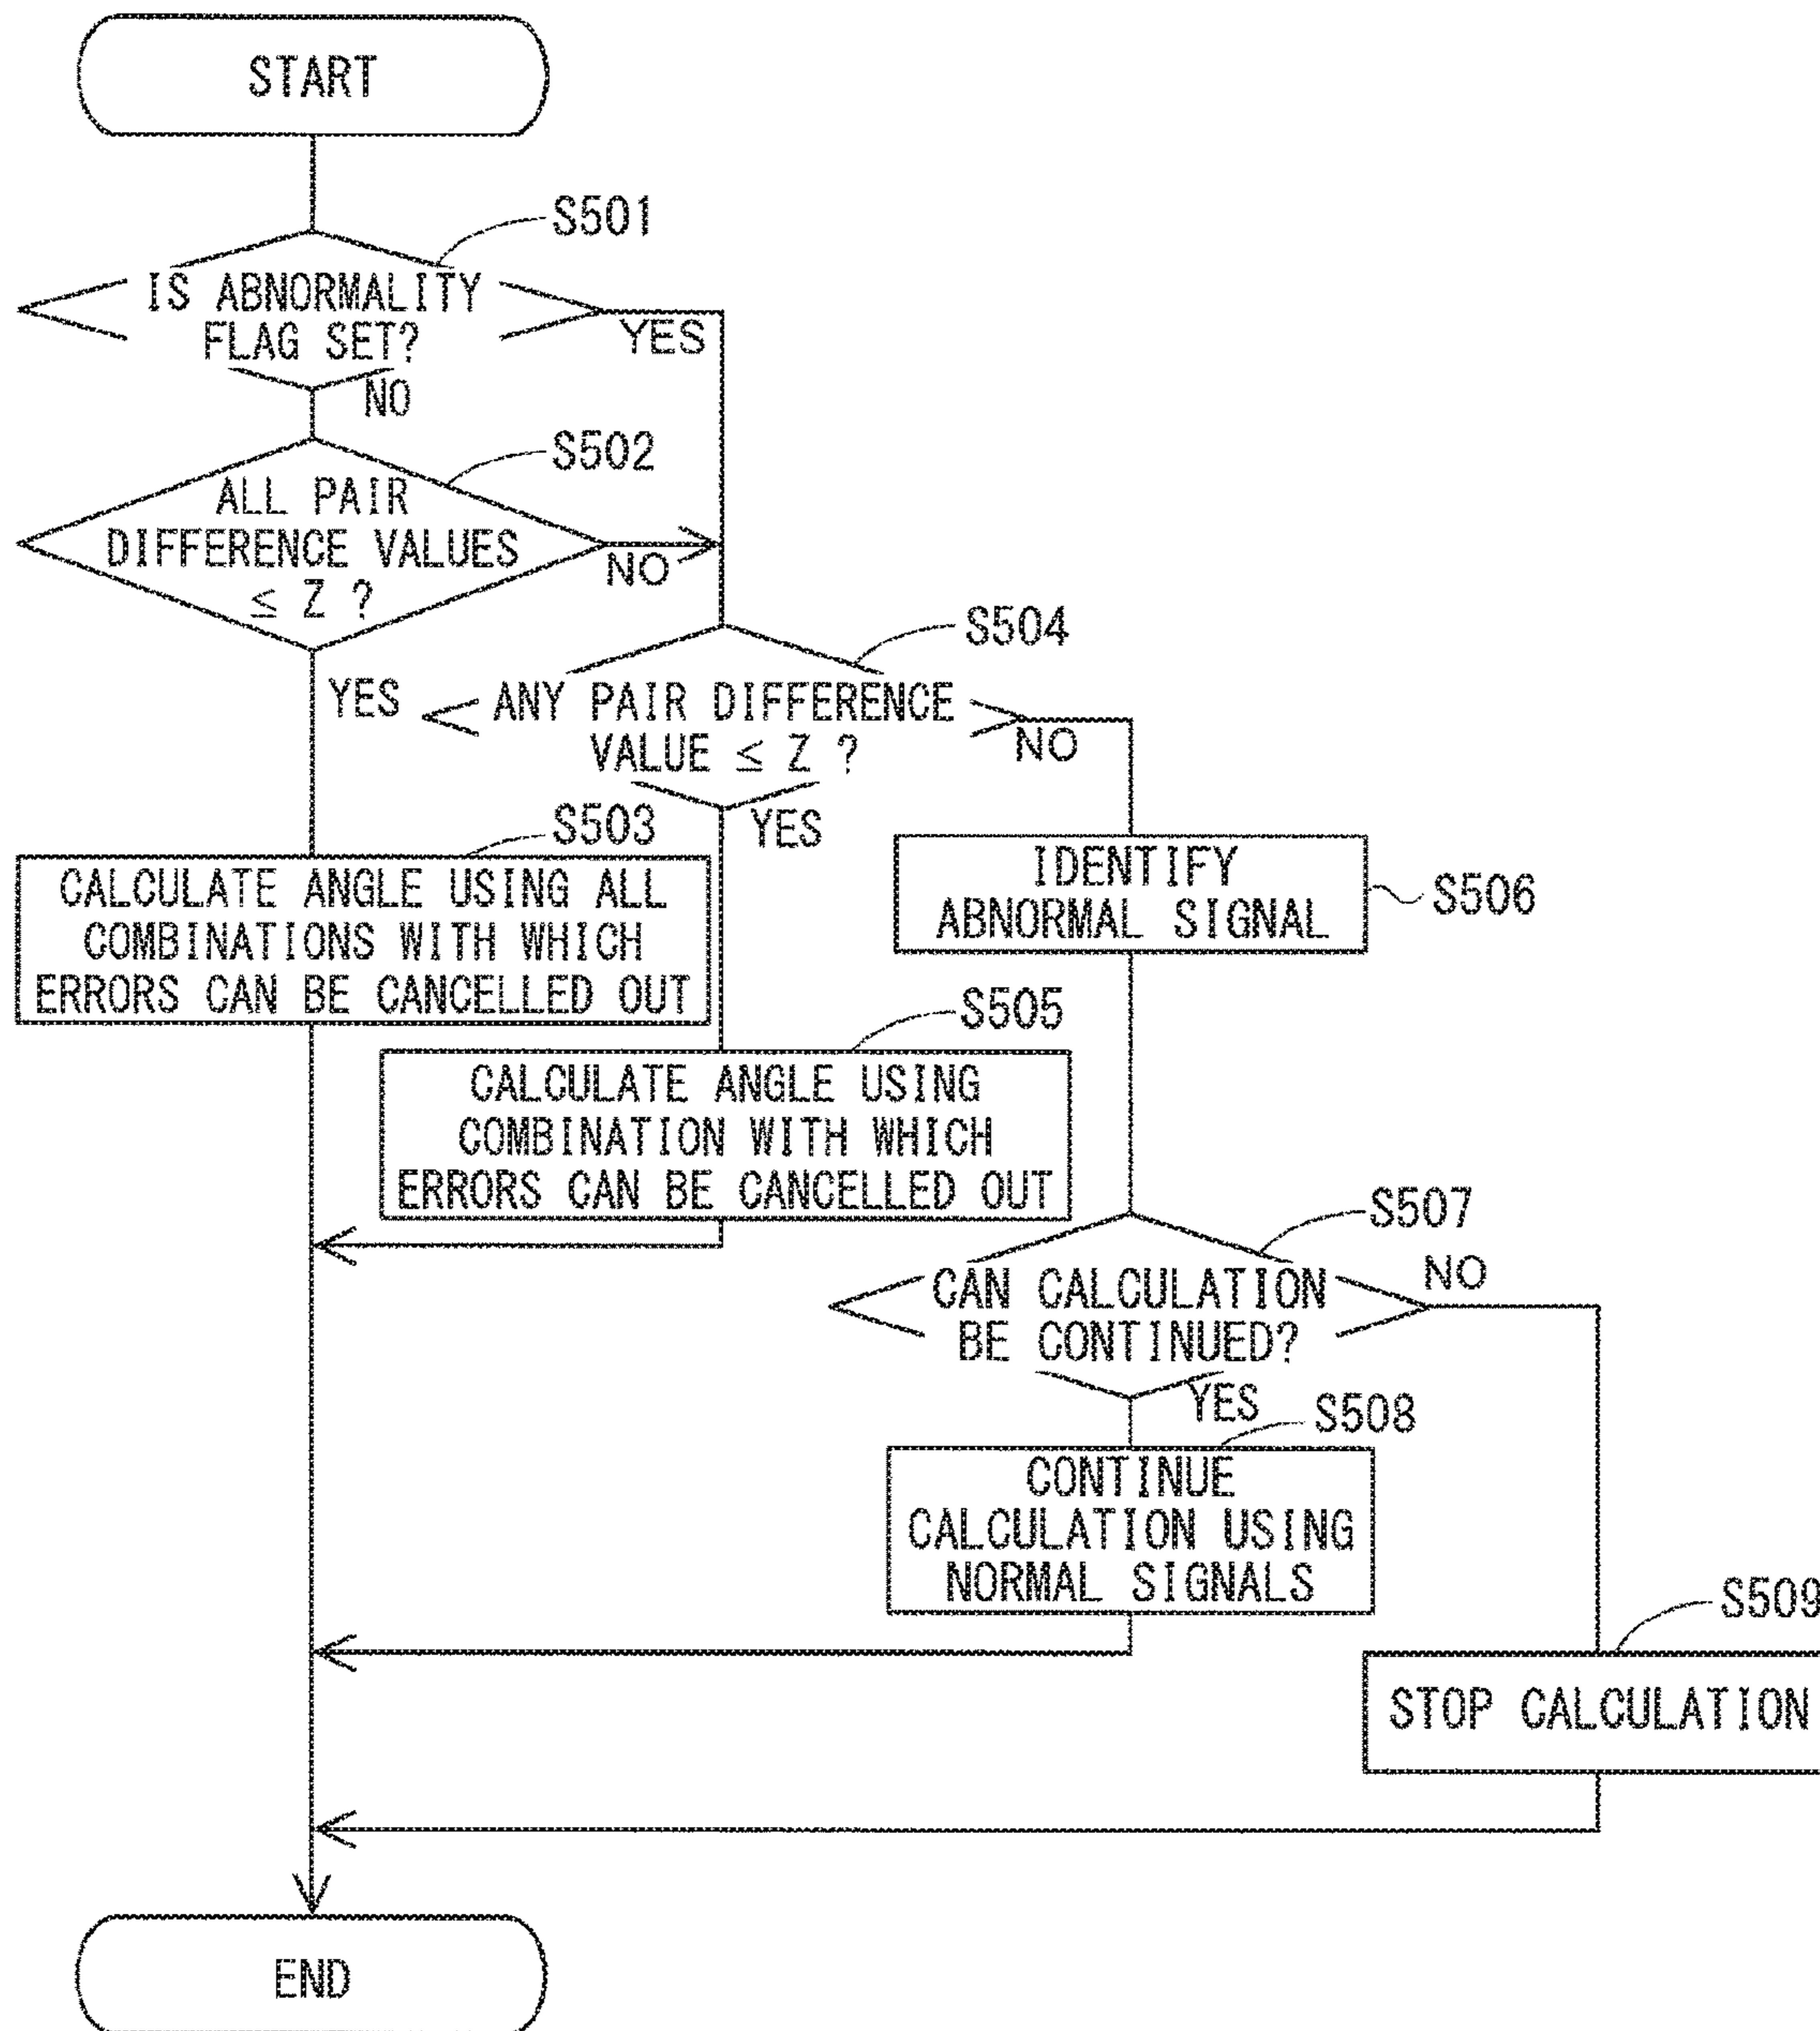 START
S501
IS ABNORMALITY
FLAG SET?
YES
NO
S502
ALL PAIR
DIFFERENCE VALUES
≤ Z ?
NO
YES
S504
ANY PAIR DIFFERENCE
VALUE ≤ Z ?
NO
YES
S503
CALCULATE ANGLE USING ALL
COMBINATIONS WITH WHICH
ERRORS CAN BE CANCELLED OUT
IDENTIFY
ABNORMAL SIGNAL
S506
S505
CALCULATE ANGLE USING
COMBINATION WITH WHICH
ERRORS CAN BE CANCELLED OUT
S507
CAN CALCULATION
BE CONTINUED?
NO
YES
S508
CONTINUE
CALCULATION USING
NORMAL SIGNALS
S509
STOP CALCULATION
END